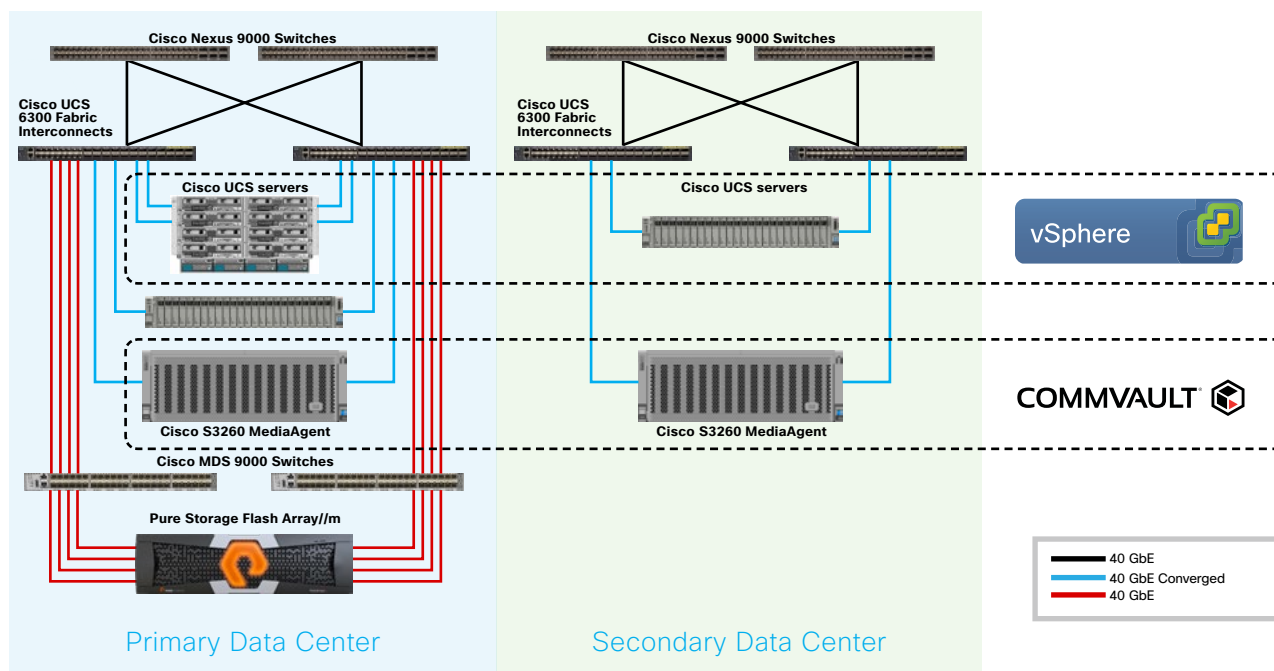 Cisco Nexus 9000 Switches
Cisco Nexus 9000 Switches
Cisco UCS
6300 Fabric
Interconnects
Cisco UCS
6300 Fabric
Interconnects
Cisco UCS servers
Cisco UCS servers
vSphere
COMMVAULT
Cisco S3260 MediaAgent
Cisco S3260 MediaAgent
Cisco MDS 9000 Switches
Pure Storage Flash Array//m
40 GbE
40 GbE Converged
40 GbE
Primary Data Center
Secondary Data Center